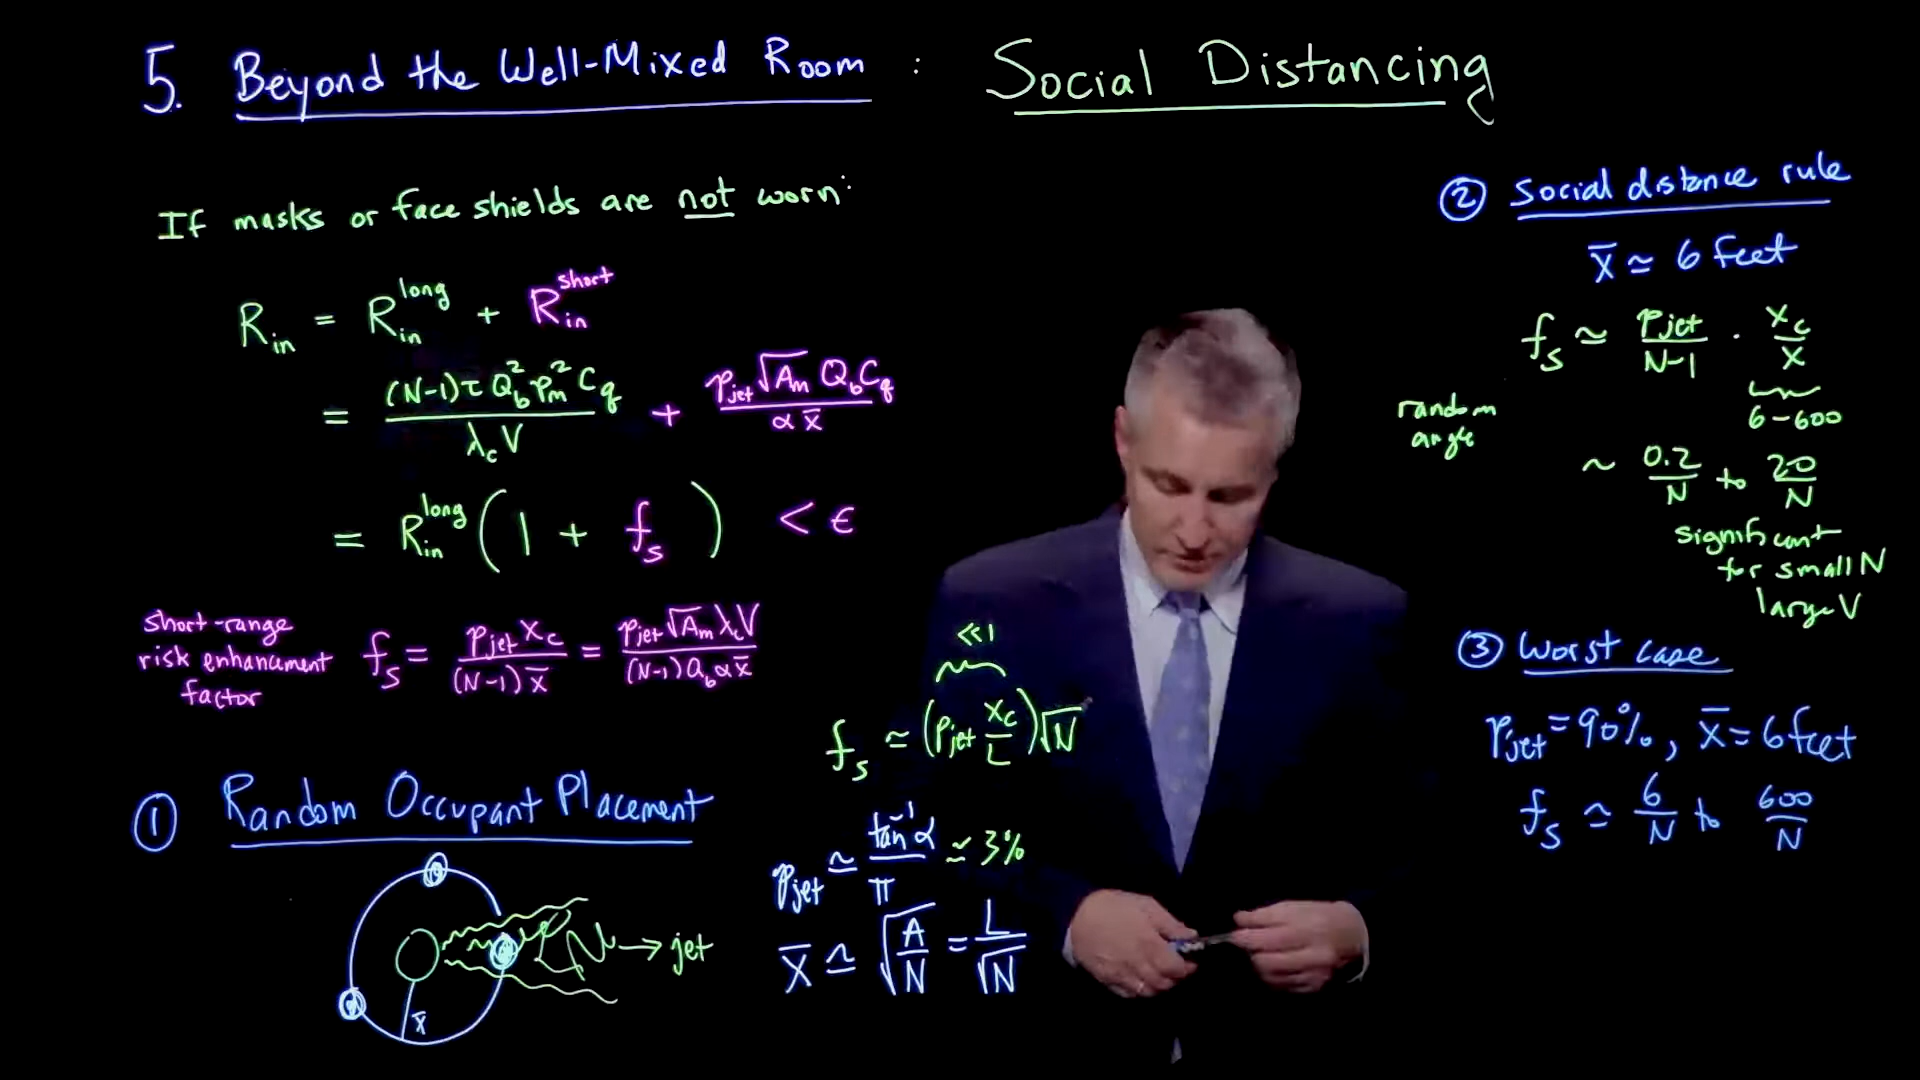 5. Beyond the Well-Mixed Room : Social Distancing
If masks or face shields are not worn:
R_in = R_in^long + R_in^short
= (N-1)τ Q_b^2 p_m^2 C_q / λ_c V + p_jet √A_m Q_b C_q / α x̄
= R_in^long (1 + f_s) < ε
short-range
risk enhancement
factor
f_s = p_jet x_c / (N-1) x̄ = p_jet √A_m λ_c V / (N-1) Q_b α x̄
① Random Occupant Placement
x̄
→ jet
<<1
f_s ≃ (p_jet x_c / L) √N
p_jet ≃ tan^-1 α / π ≃ 3%
x̄ ≃ √(A/N) = L/√N
② Social distance rule
x̄ ≃ 6 feet
f_s ≃ p_jet / N-1 · x_c / x
6-600
random
angle
~ 0.2/N to 20/N
significant
for small N
large V
③ Worst case
p_jet = 90%, x̄ = 6 feet
f_s ≃ 6/N to 600/N